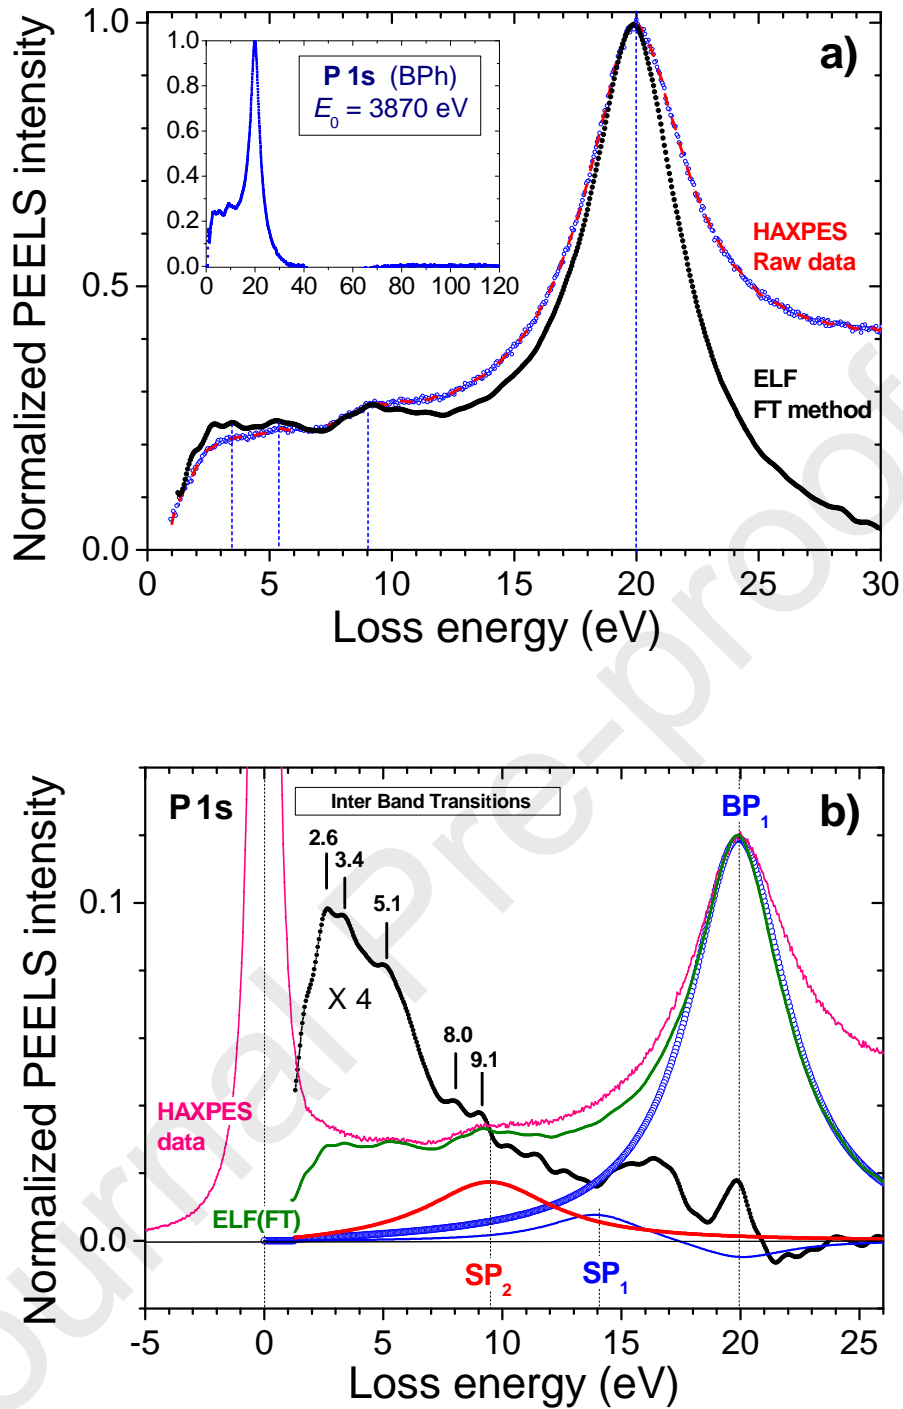 1.0
a)
1.0
0.8
0.6
0.4
0.2
0.0
P 1s (BPh)
E0 = 3870 eV
0 20 40 60 80 100 120
HAXPES
Raw data
0.5
ELF
FT method
0.0
0 5 10 15 20 25 30
Loss energy (eV)
Normalized PEELS intensity
P 1s
Inter Band Transitions
BP1
b)
2.6
3.4
5.1
0.1
X 4
8.0
9.1
HAXPES
data
ELF(FT)
0.0
SP2
SP1
-5 0 5 10 15 20 25
Loss energy (eV)
Normalized PEELS intensity
ournal Pre-proof